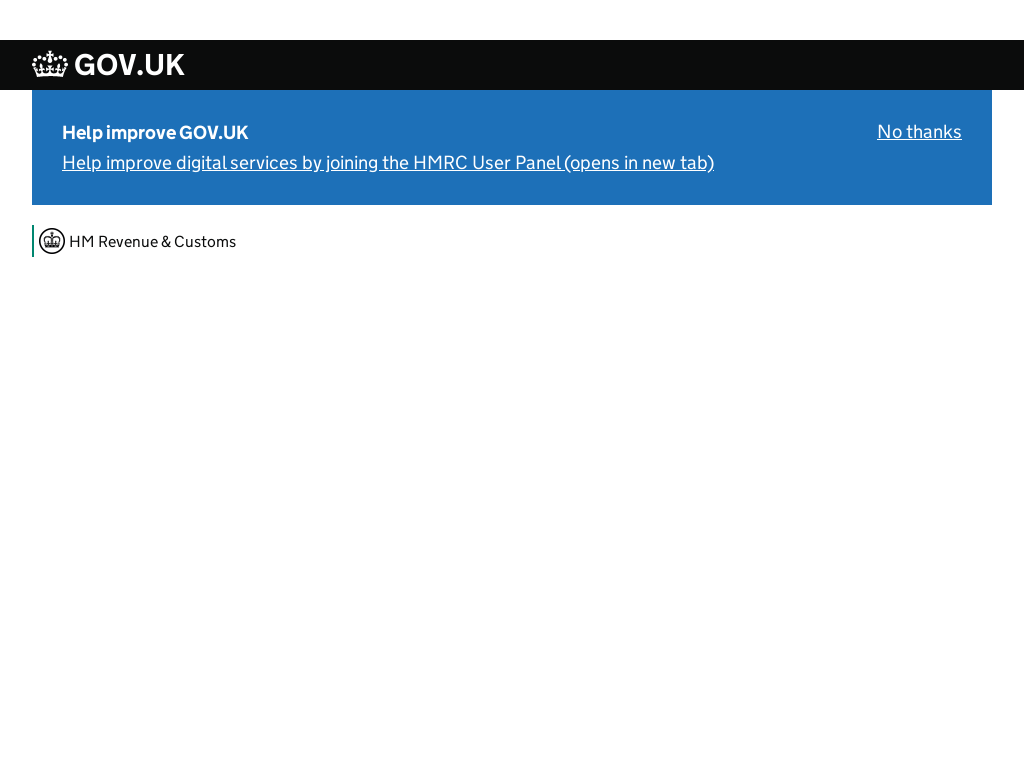 GOV.UK
Help improve GOV.UK
No thanks
Help improve digital services by joining the HMRC User Panel (opens in new tab)
HM Revenue & Customs